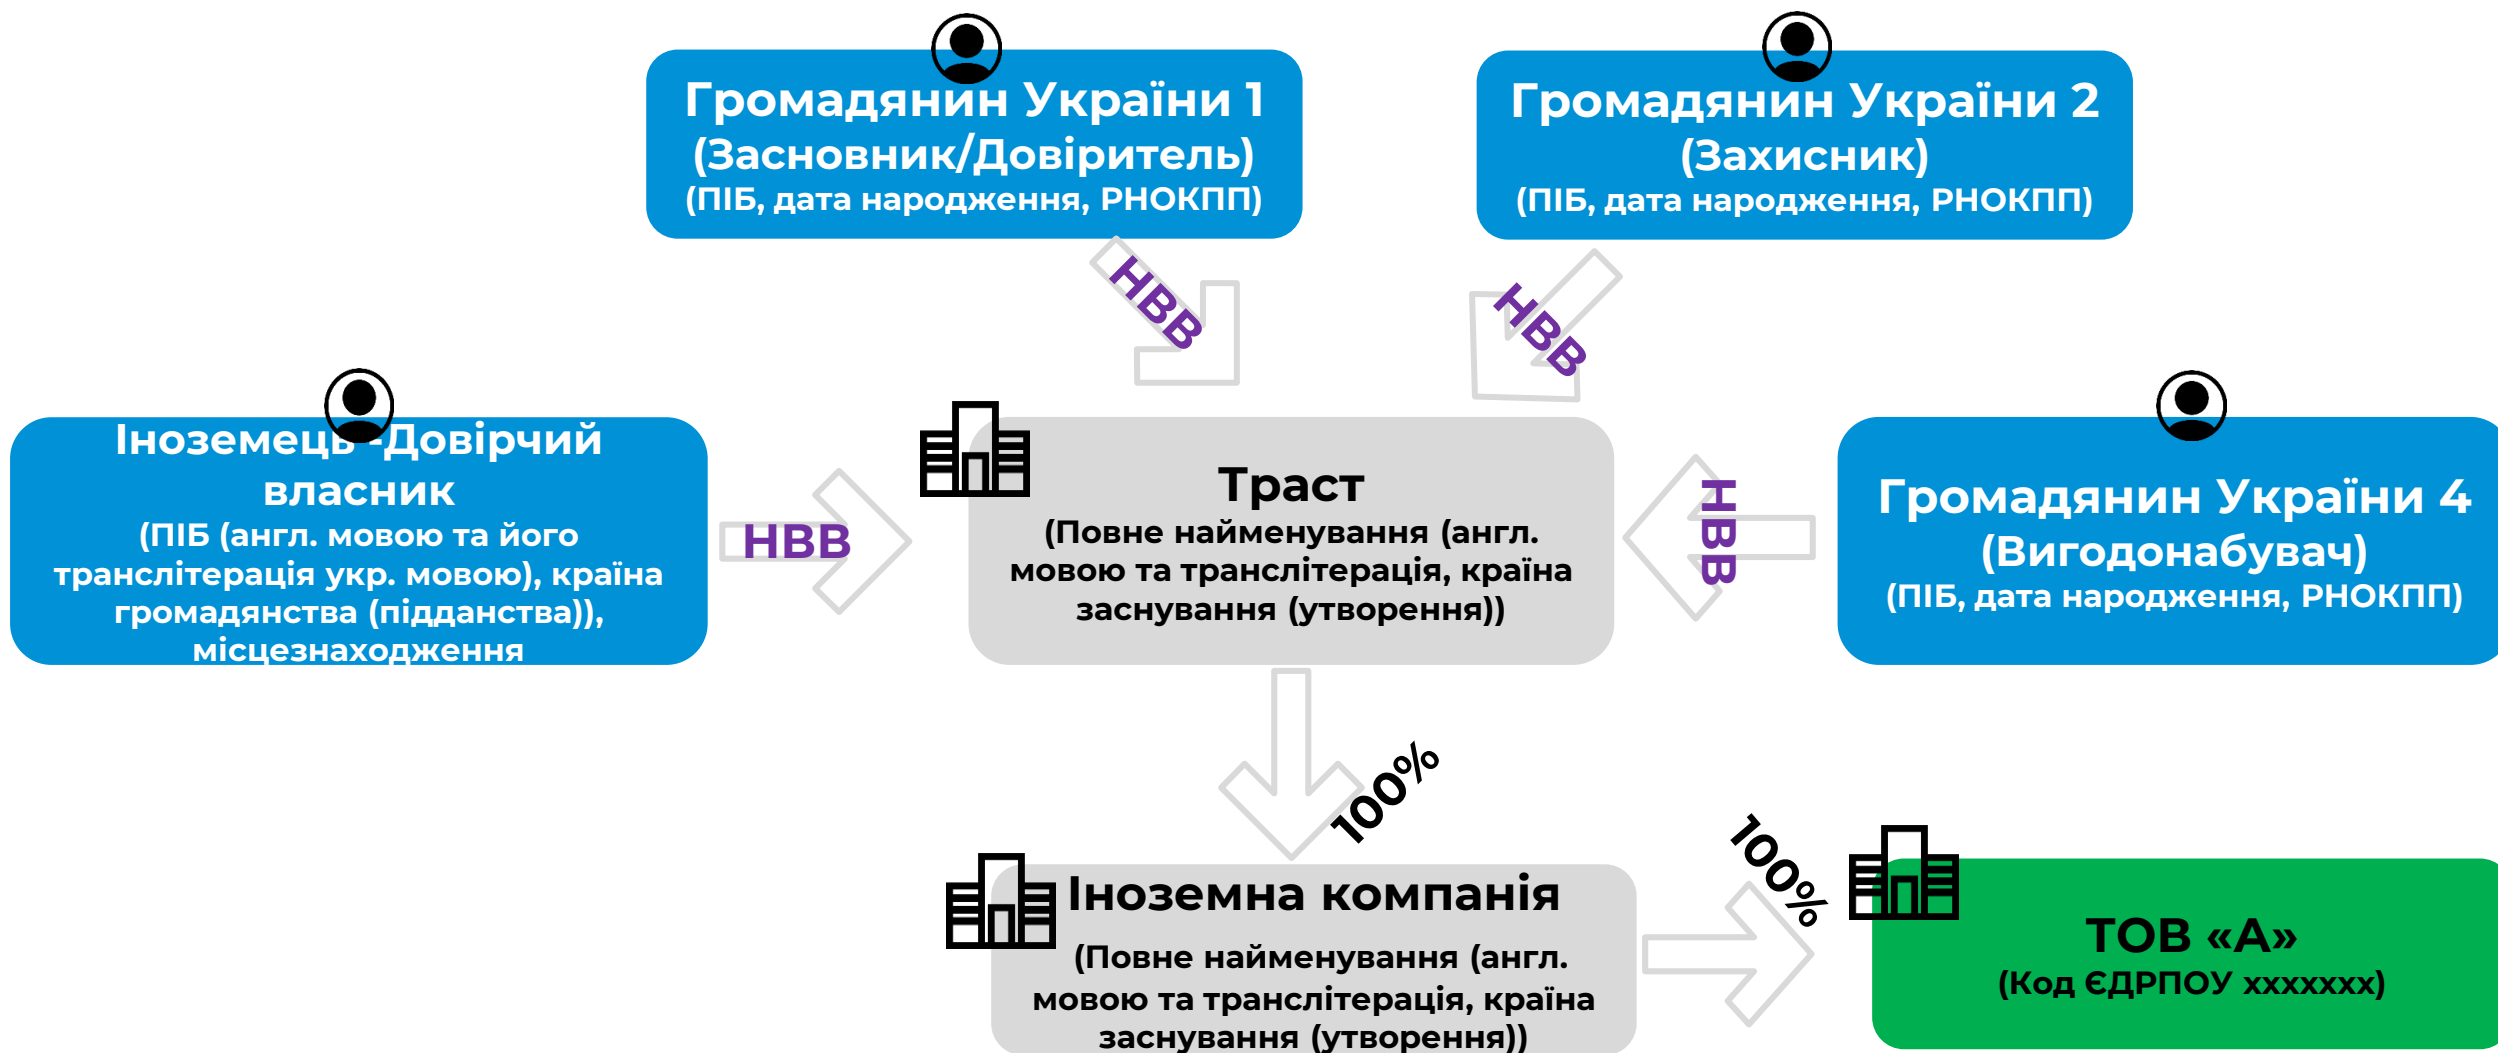 Громадянин України 1
(Засновник/Довіритель)
(ПІБ, дата народження, РНОКПП)
Громадянин України 2
(Захисник)
(ПІБ, дата народження, РНОКПП)
НВВ
НВВ
Іноземець -Довірчий
власник
(ПІБ (англ. мовою та його
транслітерація укр. мовою), країна
громадянства (підданства)),
місцезнаходження
НВВ
Траст
(Повне найменування (англ.
мовою та транслітерація, країна
заснування (утворення))
НВВ
Громадянин України 4
(Вигодонабувач)
(ПІБ, дата народження, РНОКПП)
100%
Іноземна компанія
(Повне найменування (англ.
мовою та транслітерація, країна
заснування (утворення))
100%
ТОВ «А»
(Код ЄДРПОУ ххххххх)